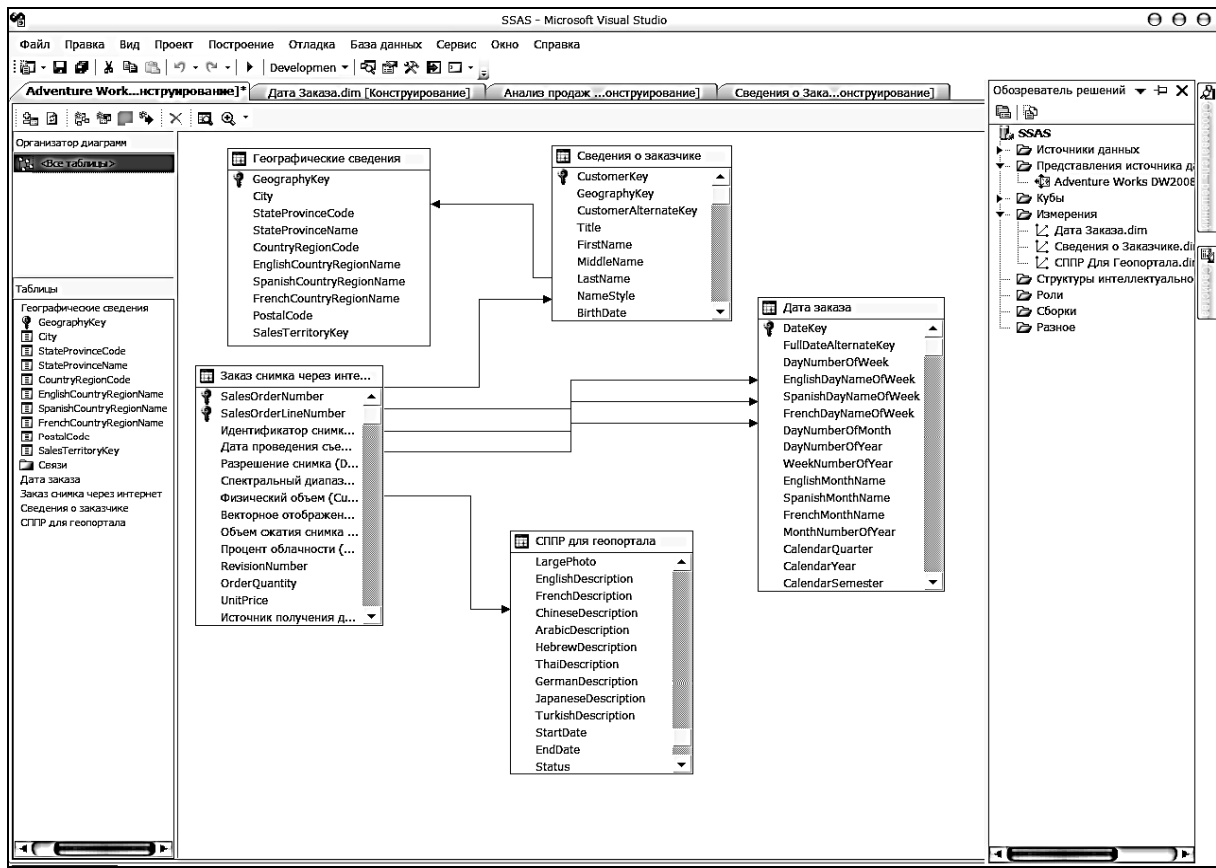 SSAS - Microsoft Visual Studio
Файл Правка Вид Проект Построение Отладка База данных Сервис Окно Справка
Developmen
Adventure Work...нструирование]*
Дата Заказа.dim [Конструирование]
Анализ продаж ...онструирование]
Сведения о Зака...онструирование]
Организатор диаграмм
<Все таблицы>
Таблицы
Географические сведения
GeographyKey
City
StateProvinceCode
StateProvinceName
CountryRegionCode
EnglishCountryRegionName
SpanishCountryRegionName
FrenchCountryRegionName
PostalCode
SalesTerritoryKey
Связи
Дата заказа
Заказ снимка через интернет
Сведения о заказчике
СППР для геопортала
Географические сведения
GeographyKey
City
StateProvinceCode
StateProvinceName
CountryRegionCode
EnglishCountryRegionName
SpanishCountryRegionName
FrenchCountryRegionName
PostalCode
SalesTerritoryKey
Сведения о заказчике
CustomerKey
GeographyKey
CustomerAlternateKey
Title
FirstName
MiddleName
LastName
NameStyle
BirthDate
Заказ снимка через инте...
SalesOrderNumber
SalesOrderLineNumber
Идентификатор снимк...
Дата проведения съе...
Разрешение снимка (D...
Спектральный диапаз...
Физический объем (Cu...
Векторное отображен...
Объем сжатия снимка ...
Процент облачности (...
RevisionNumber
OrderQuantity
UnitPrice
Источник получения д...
Дата заказа
DateKey
FullDateAlternateKey
DayNumberOfWeek
EnglishDayNameOfWeek
SpanishDayNameOfWeek
FrenchDayNameOfWeek
DayNumberOfMonth
DayNumberOfYear
WeekNumberOfYear
EnglishMonthName
SpanishMonthName
FrenchMonthName
MonthNumberOfYear
CalendarQuarter
CalendarYear
CalendarSemester
СППР для геопортала
LargePhoto
EnglishDescription
FrenchDescription
ChineseDescription
ArabicDescription
HebrewDescription
ThaiDescription
GermanDescription
JapaneseDescription
TurkishDescription
StartDate
EndDate
Status
Обозреватель решений
SSAS
Источники данных
Представления источника да
Adventure Works DW2008
Кубы
Измерения
Дата Заказа.dim
Сведения о Заказчике.di
СППР Для Геопортала.di
Структуры интеллектуально
Роли
Сборки
Разное